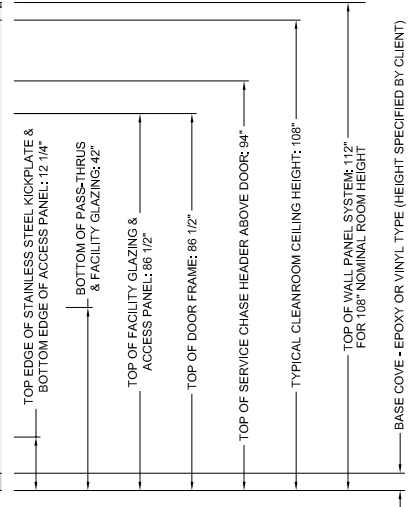 TOP EDGE OF STAINLESS STEEL KICKPLATE &
BOTTOM EDGE OF ACCESS PANEL: 12 1/4"
BOTTOM OF PASS-THRUS
& FACILITY GLAZING: 42"
TOP OF FACILITY GLAZING &
ACCESS PANEL: 86 1/2"
TOP OF DOOR FRAME: 86 1/2"
TOP OF SERVICE CHASE HEADER ABOVE DOOR: 94"
TYPICAL CLEANROOM CEILING HEIGHT: 108"
TOP OF WALL PANEL SYSTEM: 112"
FOR 108" NOMINAL ROOM HEIGHT
BASE COVE - EPOXY OR VINYL TYPE (HEIGHT SPECIFIED BY CLIENT)